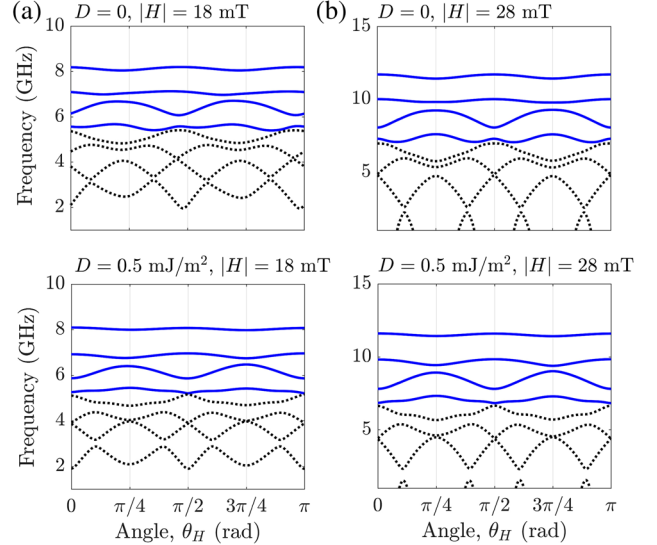 (a) D = 0, |H| = 18 mT
10
8
6
4
2
Frequency (GHz)
(b) D = 0, |H| = 28 mT
15
10
5
D = 0.5 mJ/m², |H| = 18 mT
10
8
6
4
2
Frequency (GHz)
0 π/4 π/2 3π/4 π
Angle, θ_H (rad)
D = 0.5 mJ/m², |H| = 28 mT
15
10
5
0 π/4 π/2 3π/4 π
Angle, θ_H (rad)